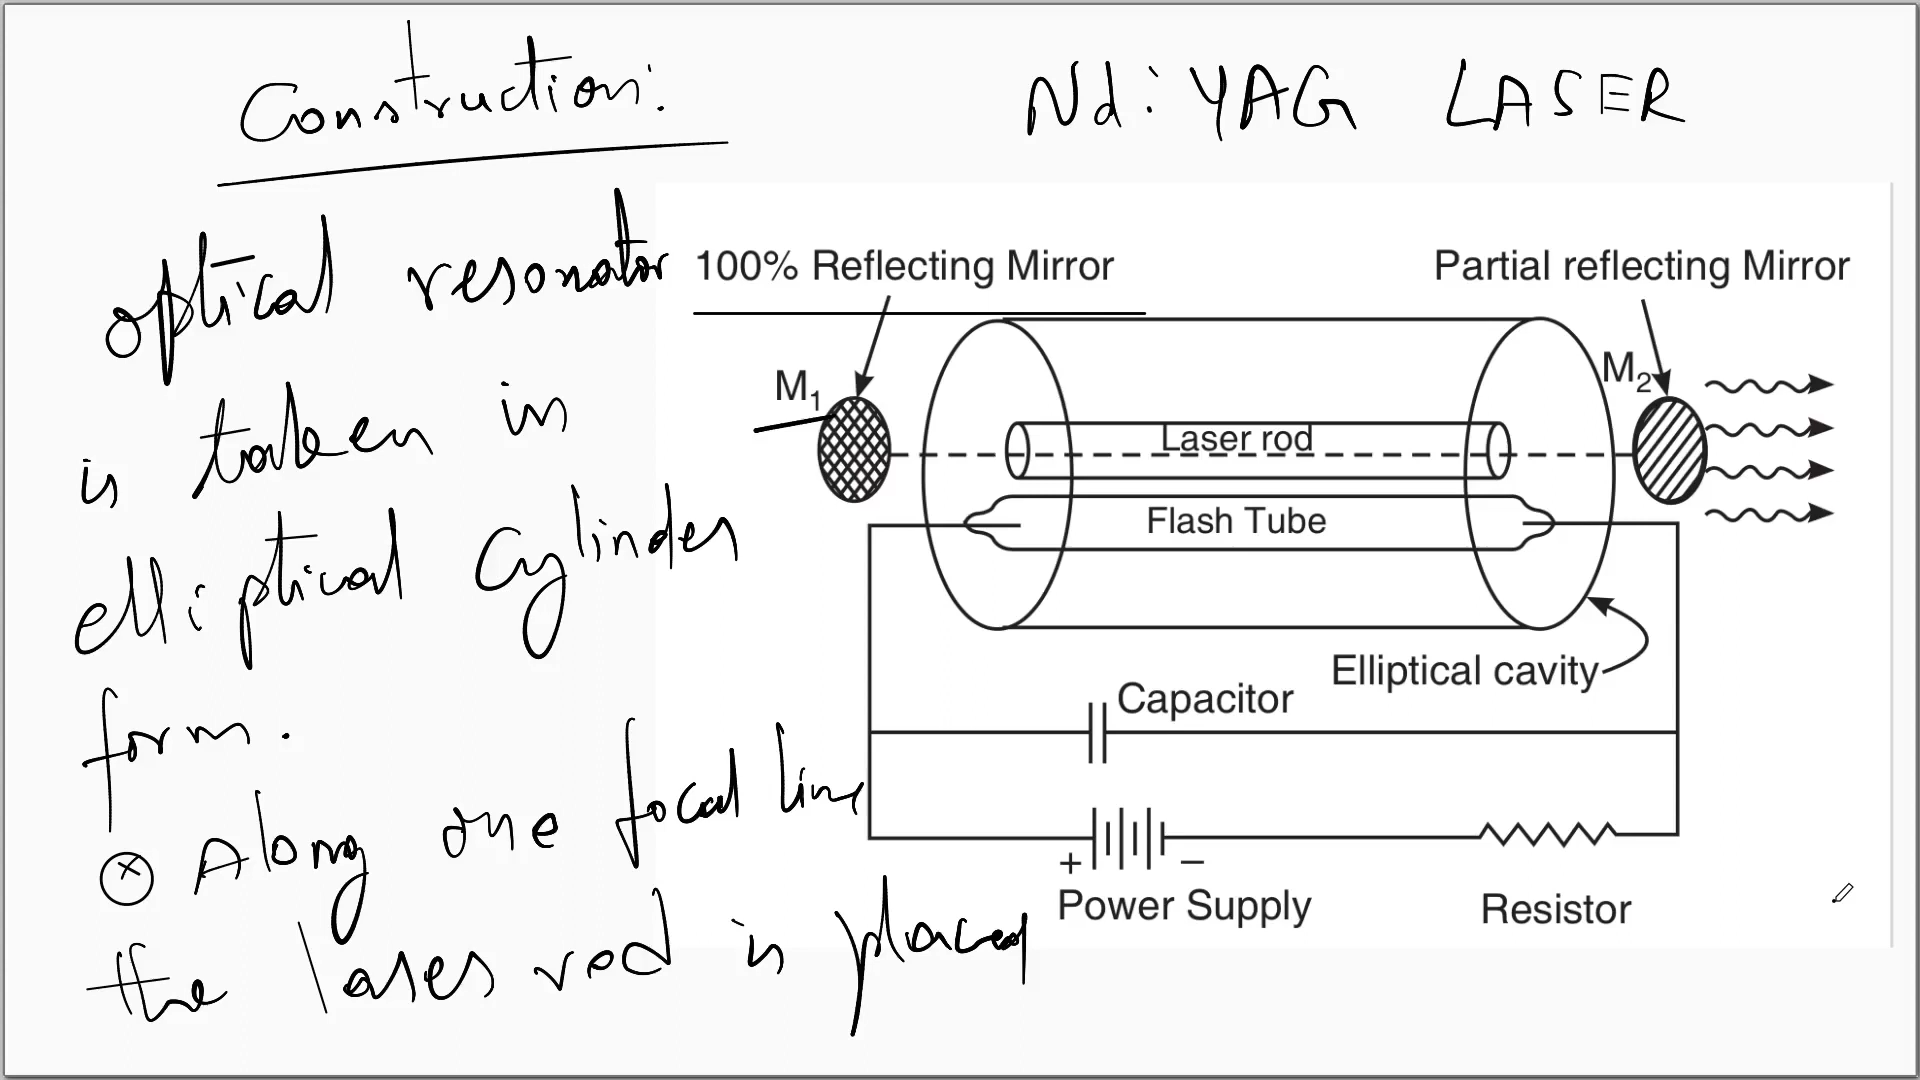 Construction:
Nd: YAG LASER
optical resonator
is taken in
elliptical cylinder
form.
Along one focal line
the laser rod is placed
100% Reflecting Mirror
Partial reflecting Mirror
M1
M2
Laser rod
Flash Tube
Elliptical cavity
Capacitor
+ –
Power Supply
Resistor